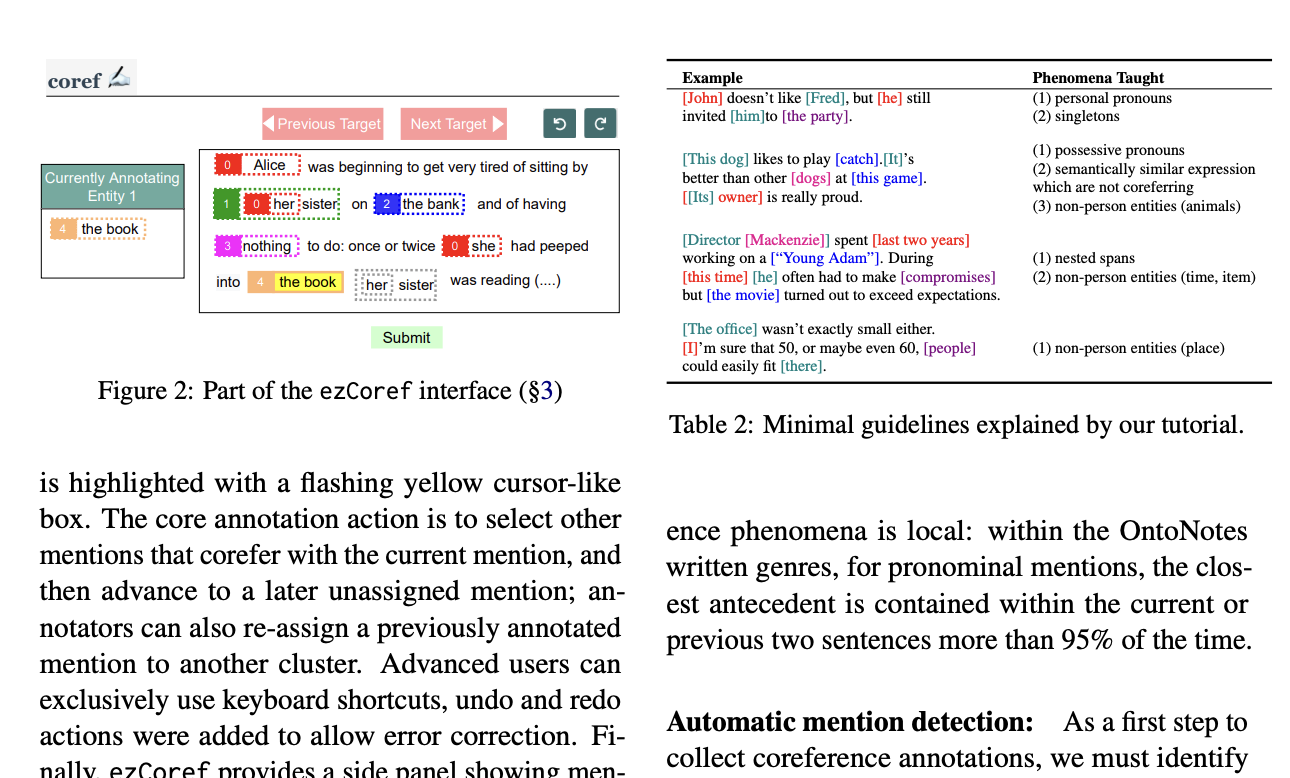 coref
Previous Target Next Target
Currently Annotating
Entity 1
4 the book
0 Alice was beginning to get very tired of sitting by
1 0 her sister on 2 the bank and of having
3 nothing to do: once or twice 0 she had peeped
into 4 the book her sister was reading (....)
Submit
Figure 2: Part of the ezCoref interface (§3)
is highlighted with a flashing yellow cursor-like
box. The core annotation action is to select other
mentions that corefer with the current mention, and
then advance to a later unassigned mention; an-
notators can also re-assign a previously annotated
mention to another cluster. Advanced users can
exclusively use keyboard shortcuts, undo and redo
actions were added to allow error correction. Fi-
nally, ezCoref provides a side panel showing men-
Example Phenomena Taught
[John] doesn't like [Fred], but [he] still (1) personal pronouns
invited [him]to [the party]. (2) singletons
(1) possessive pronouns
[This dog] likes to play [catch].[It]'s (2) semantically similar expression
better than other [dogs] at [this game]. which are not coreferring
[[Its] owner] is really proud. (3) non-person entities (animals)
[Director [Mackenzie]] spent [last two years]
working on a ["Young Adam"]. During (1) nested spans
[this time] [he] often had to make [compromises] (2) non-person entities (time, item)
but [the movie] turned out to exceed expectations.
[The office] wasn't exactly small either.
[I]'m sure that 50, or maybe even 60, [people] (1) non-person entities (place)
could easily fit [there].
Table 2: Minimal guidelines explained by our tutorial.
ence phenomena is local: within the OntoNotes
written genres, for pronominal mentions, the clos-
est antecedent is contained within the current or
previous two sentences more than 95% of the time.
Automatic mention detection: As a first step to
collect coreference annotations, we must identify